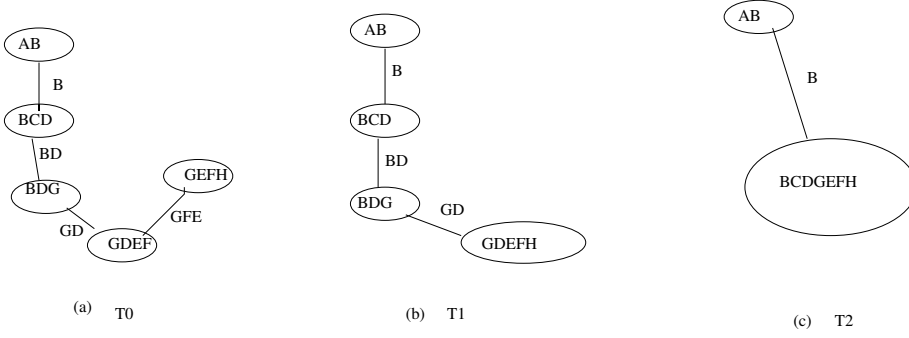 AB
B
BCD
BD
BDG
GD
GDEF
GFE
GEFH
(a) T0
AB
B
BCD
BD
BDG
GD
GDEFH
(b) T1
AB
B
BCDGEFH
(c) T2